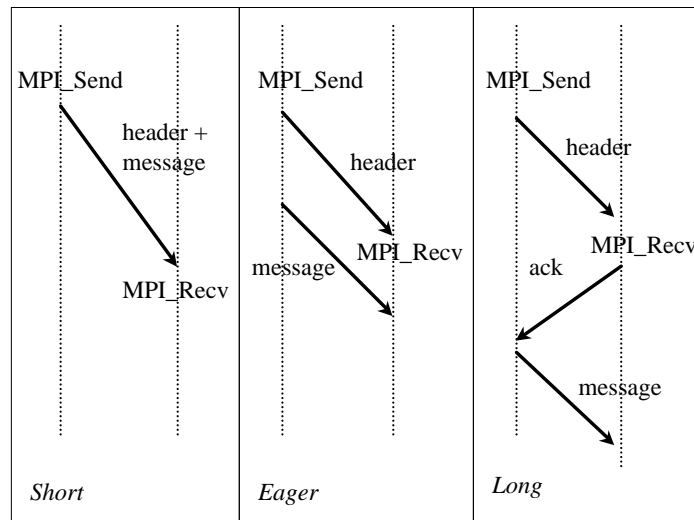 MPI_Send
header +
message
MPI_Recv
Short
MPI_Send
header
MPI_Recv
message
Eager
MPI_Send
header
MPI_Recv
ack
message
Long